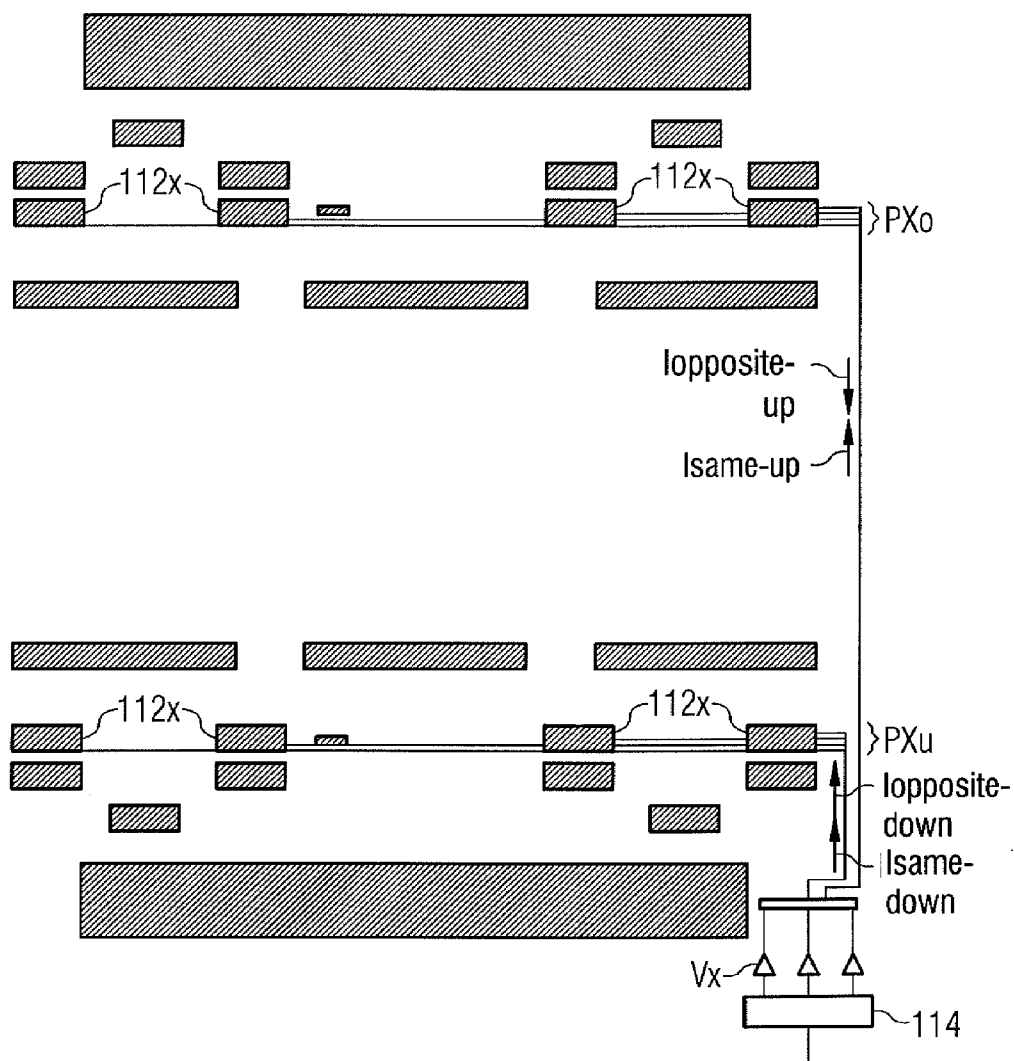 112x
112x
PXo
Iopposite-
up
Isame-up
112x
112x
PXu
Iopposite-
down
Isame-
down
Vx
114